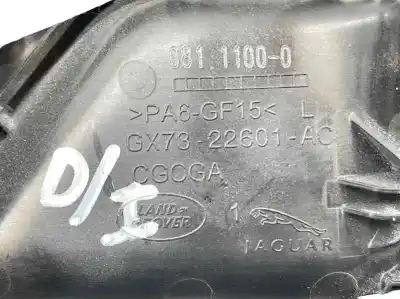 981 1100-0
>PA6-GF15< L
GX73-22601-AC
CGCGA
D/I
LAND-
ROVER
1
JAGUAR